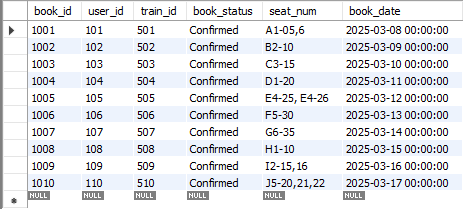 book_id user_id train_id book_status seat_num book_date
1001 101 501 Confirmed A1-05,6 2025-03-08 00:00:00
1002 102 502 Confirmed B2-10 2025-03-09 00:00:00
1003 103 503 Confirmed C3-15 2025-03-10 00:00:00
1004 104 504 Confirmed D1-20 2025-03-11 00:00:00
1005 105 505 Confirmed E4-25, E4-26 2025-03-12 00:00:00
1006 106 506 Confirmed F5-30 2025-03-13 00:00:00
1007 107 507 Confirmed G6-35 2025-03-14 00:00:00
1008 108 508 Confirmed H1-10 2025-03-15 00:00:00
1009 109 509 Confirmed I2-15,16 2025-03-16 00:00:00
1010 110 510 Confirmed J5-20,21,22 2025-03-17 00:00:00
NULL NULL NULL NULL NULL NULL